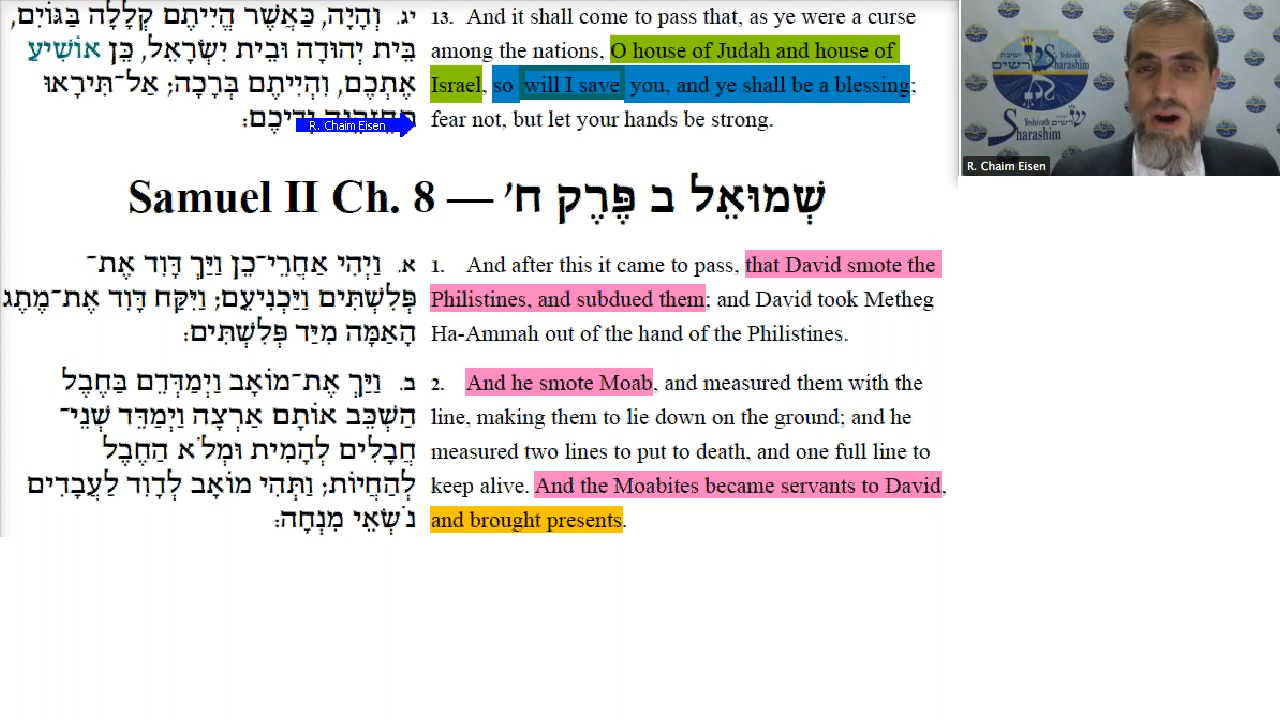 יג. וְהָיָה, כַּאֲשֶׁר הֱיִיתֶם קְלָלָה בַּגּוֹיִם,
בֵּית יְהוּדָה וּבֵית יִשְׂרָאֵל, כֵּן אוֹשִׁיעַ
אֶתְכֶם, וִהְיִיתֶם בְּרָכָה; אַל־תִּירָאוּ
תֶּחֱזַקְנָה יְדֵיכֶם:
R. Chaim Eisen
13. And it shall come to pass that, as ye were a curse
among the nations, O house of Judah and house of
Israel, so will I save you, and ye shall be a blessing;
fear not, but let your hands be strong.
Samuel II Ch. 8 — שְׁמוּאֵל ב פֶּרֶק ח׳
א. וַיְהִי אַחֲרֵי־כֵן וַיַּךְ דָּוִד אֶת־
פְּלִשְׁתִּים וַיַּכְנִיעֵם; וַיִּקַּח דָּוִד אֶת־מֶתֶג
הָאַמָּה מִיַּד פְּלִשְׁתִּים:
1. And after this it came to pass, that David smote the
Philistines, and subdued them; and David took Metheg
Ha-Ammah out of the hand of the Philistines.
ב. וַיַּךְ אֶת־מוֹאָב וַיְמַדְּדֵם בַּחֶבֶל
הַשְׁכֵּב אוֹתָם אַרְצָה וַיְמַדֵּד שְׁנֵי־
חֲבָלִים לְהָמִית וּמְלֹא הַחֶבֶל
לְהַחֲיוֹת; וַתְּהִי מוֹאָב לְדָוִד לַעֲבָדִים
נֹשְׂאֵי מִנְחָה:
2. And he smote Moab, and measured them with the
line, making them to lie down on the ground; and he
measured two lines to put to death, and one full line to
keep alive. And the Moabites became servants to David,
and brought presents.
ישיבת
שרשים
Yeshivath
Sharashim
Yeshivath
Sharashim
R. Chaim Eisen